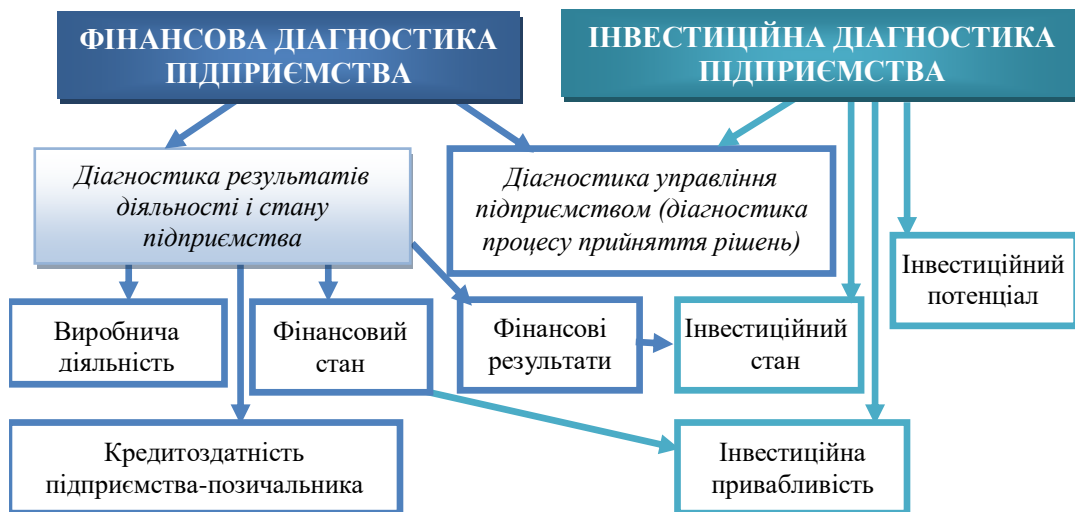 ФІНАНСОВА ДІАГНОСТИКА
ПІДПРИЄМСТВА
ІНВЕСТИЦІЙНА ДІАГНОСТИКА
ПІДПРИЄМСТВА
Діагностика результатів
діяльності і стану
підприємства
Діагностика управління
підприємством (діагностика
процесу прийняття рішень)
Інвестиційний
потенціал
Виробнича
діяльність
Фінансовий
стан
Фінансові
результати
Інвестиційний
стан
Кредитоздатність
підприємства-позичальника
Інвестиційна
привабливість